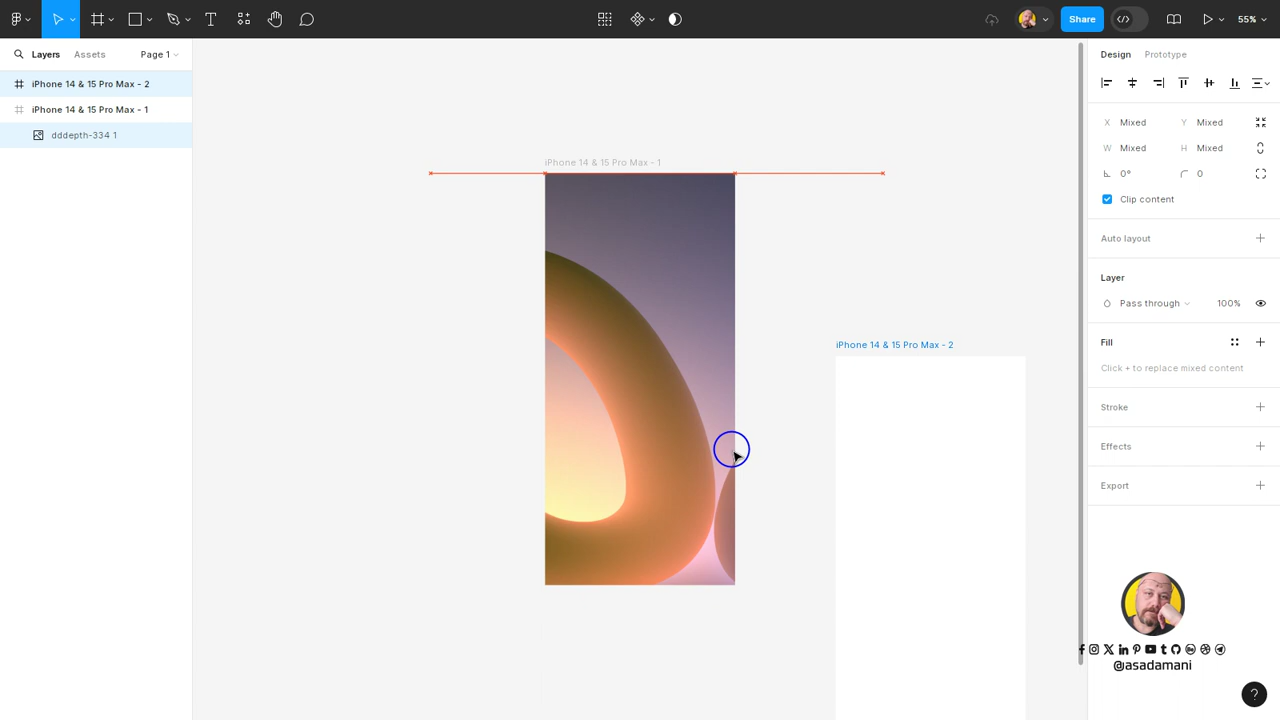 Share
55%
Layers
Assets
Page 1
Design
Prototype
iPhone 14 & 15 Pro Max - 2
iPhone 14 & 15 Pro Max - 1
dddepth-334 1
iPhone 14 & 15 Pro Max - 1
iPhone 14 & 15 Pro Max - 2
X Mixed
Y Mixed
W Mixed
H Mixed
0°
0
Clip content
Auto layout
Layer
Pass through
100%
Fill
Click + to replace mixed content
Stroke
Effects
Export
@asadamani
?